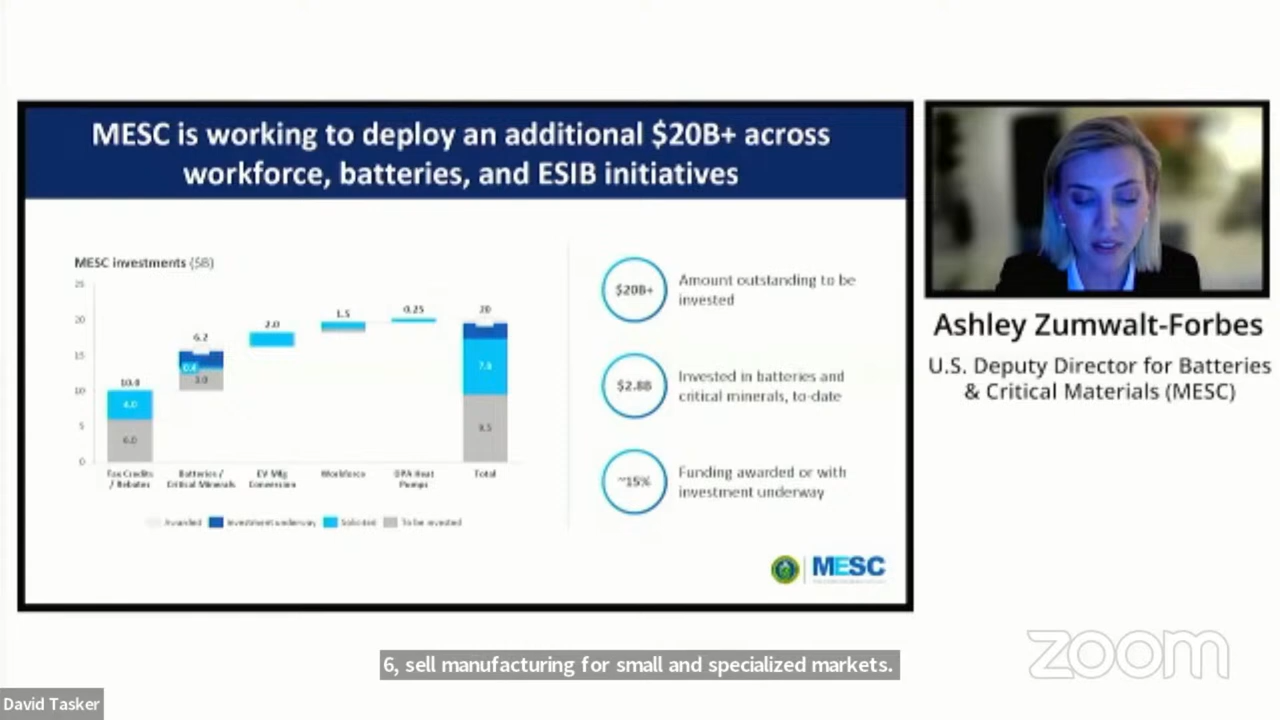 MESC is working to deploy an additional $20B+ across
workforce, batteries, and ESIB initiatives
MESC investments ($B)
25
20
15
10
5
0
10.0
4.0
6.0
6.2
0.4
3.0
2.0
1.5
0.25
20
7.8
Tax Credits
/ Rebates
Batteries /
Critical Minerals
EV Mfg
Conversion
Workforce
DPA Heat
Pumps
Total
Awarded
Investment underway
Solicited
To be invested
$20B+
Amount outstanding to be
invested
$2.8B
Invested in batteries and
critical minerals, to-date
~15%
Funding awarded or with
investment underway
MESC
Ashley Zumwalt-Forbes
U.S. Deputy Director for Batteries
& Critical Materials (MESC)
6, sell manufacturing for small and specialized markets.
zoom
David Tasker